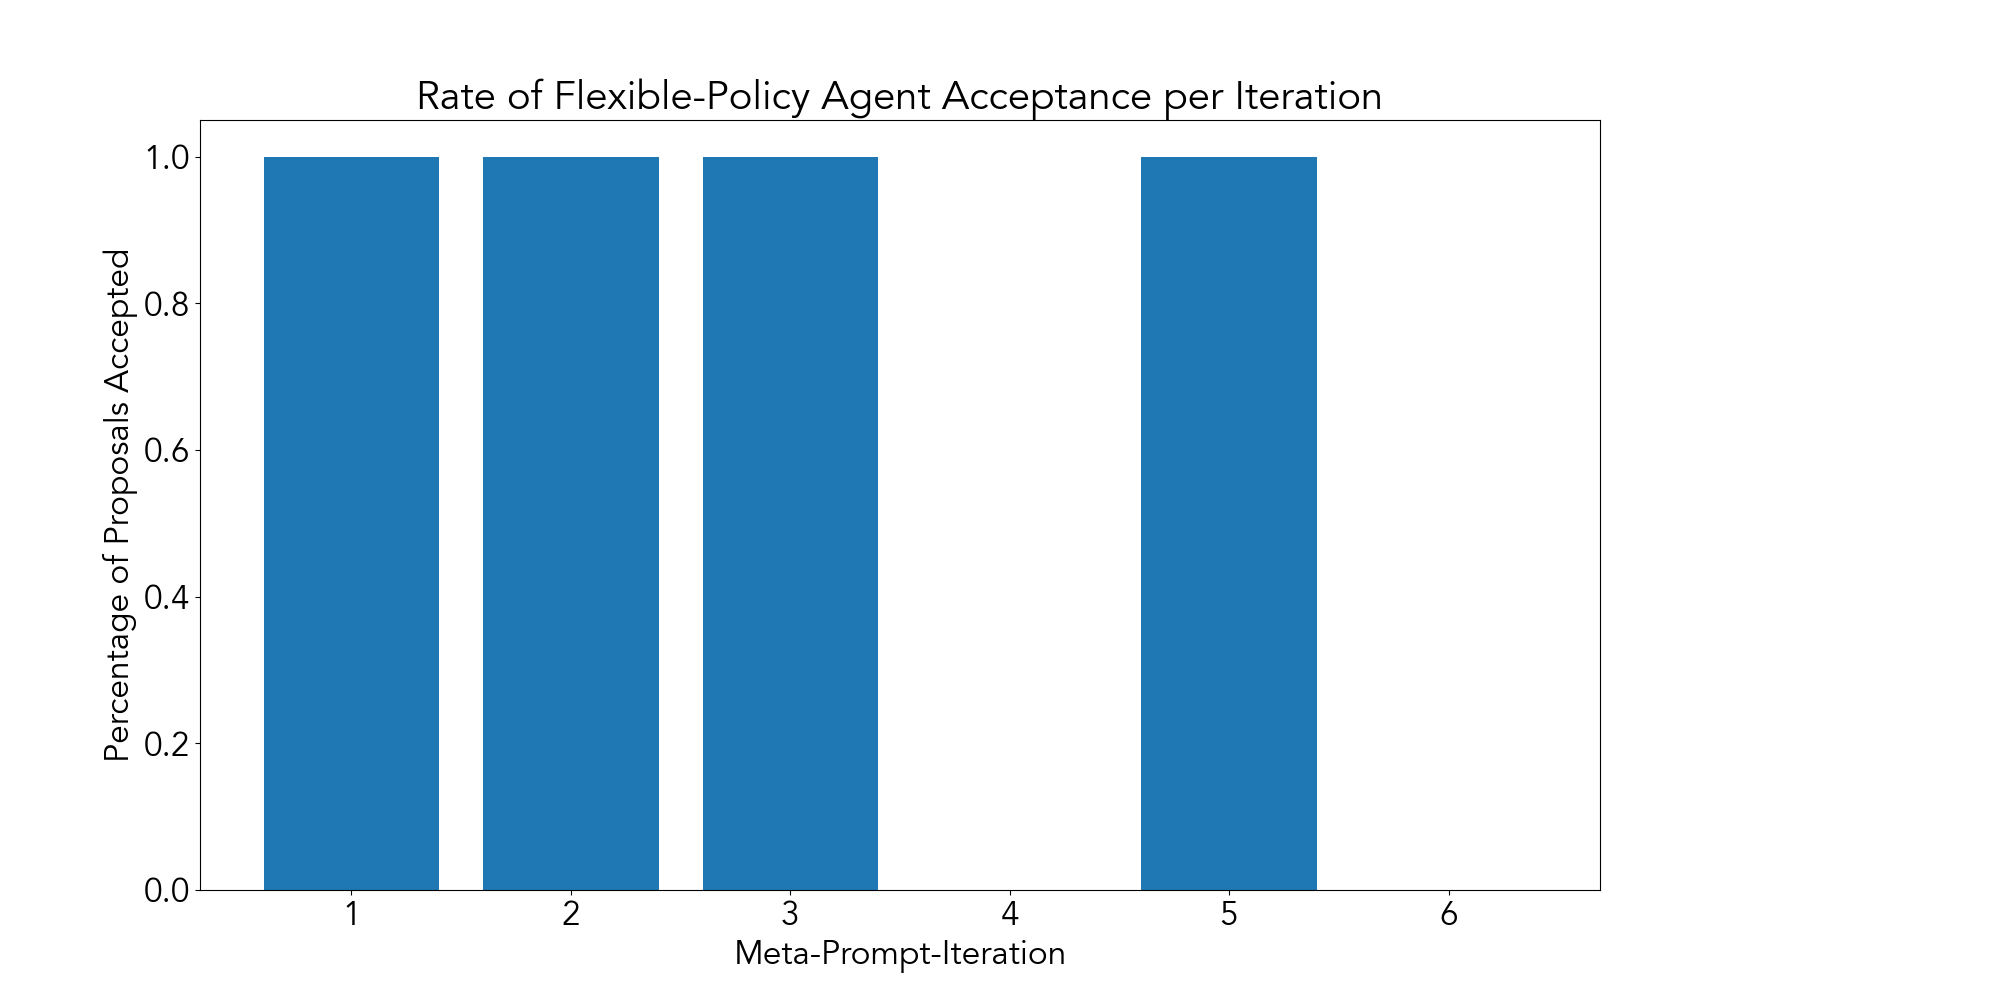 Rate of Flexible-Policy Agent Acceptance per Iteration
Percentage of Proposals Accepted
1.0
0.8
0.6
0.4
0.2
0.0
1 2 3 4 5 6
Meta-Prompt-Iteration